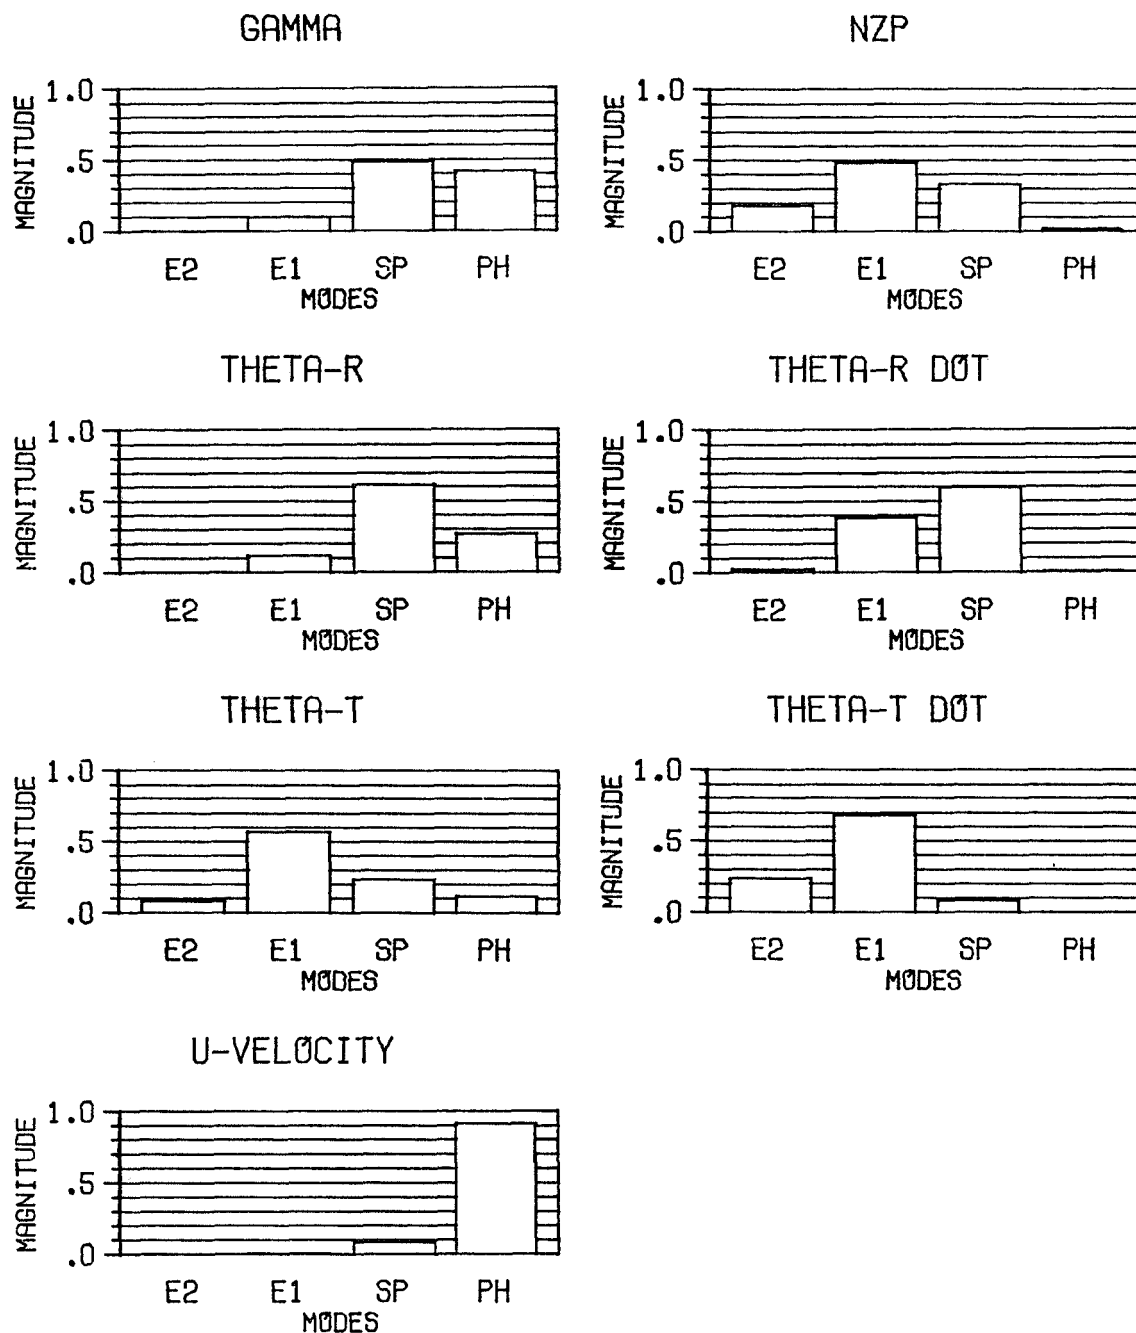 GAMMA
MAGNITUDE
1.0
.5
.0
E2 E1 SP PH
MØDES
NZP
MAGNITUDE
1.0
.5
.0
E2 E1 SP PH
MØDES
THETA-R
MAGNITUDE
1.0
.5
.0
E2 E1 SP PH
MØDES
THETA-R DØT
MAGNITUDE
1.0
.5
.0
E2 E1 SP PH
MØDES
THETA-T
MAGNITUDE
1.0
.5
.0
E2 E1 SP PH
MØDES
THETA-T DØT
MAGNITUDE
1.0
.5
.0
E2 E1 SP PH
MØDES
U-VELØCITY
MAGNITUDE
1.0
.5
.0
E2 E1 SP PH
MØDES